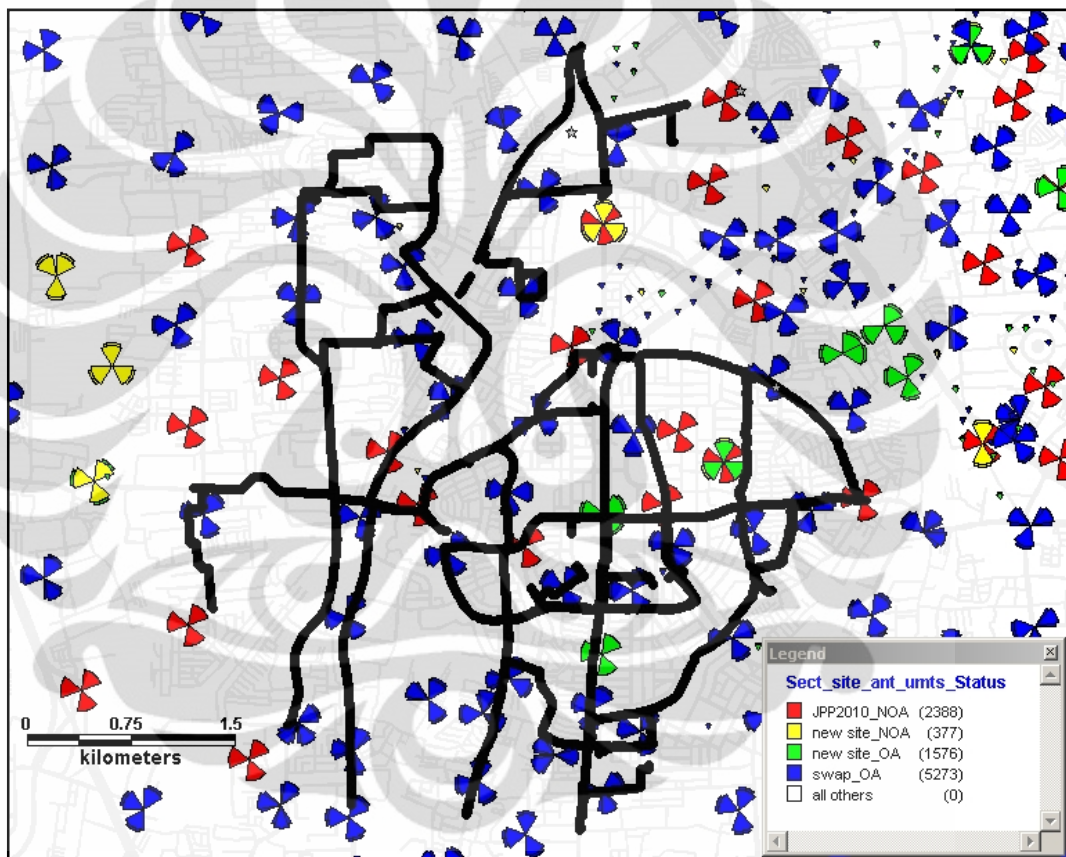 0 0.75 1.5
kilometers
Legend
Sect_site_ant_umts_Status
JPP2010_NOA (2388)
new site_NOA (377)
new site_OA (1576)
swap_OA (5273)
all others (0)